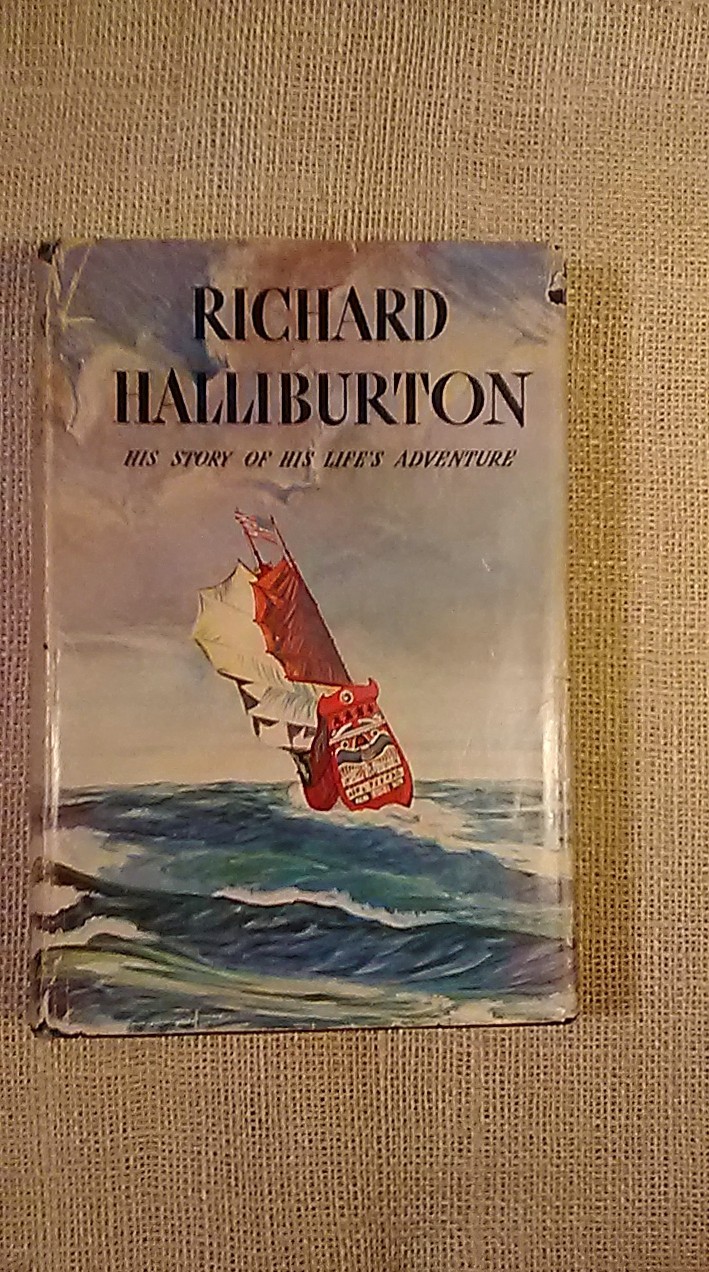 RICHARD
HALLIBURTON
HIS STORY OF HIS LIFE'S ADVENTURE